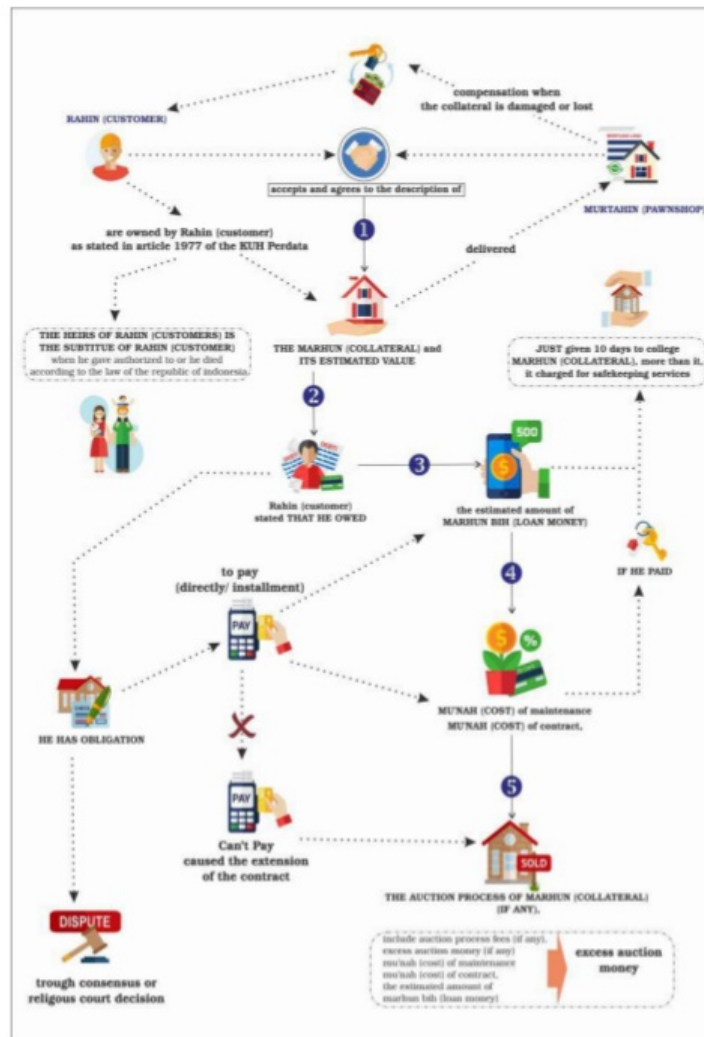 compensation when
the collateral is damaged or lost
RAHIN (CUSTOMER)
MURTAHIN (PAWNSHOP)
accepts and agrees to the description of
1
are owned by Rahin (customer)
as stated in article 1977 of the KUH Perdata
delivered
THE HEIRS OF RAHIN (CUSTOMERS) IS
THE SUBTITUE OF RAHIN (CUSTOMER)
when he gave authorized to or he died
according to the law of the republic of indonesia.
THE MARHUN (COLLATERAL) and
ITS ESTIMATED VALUE
JUST given 10 days to college
MARHUN (COLLATERAL), more than it,
it charged for safekeeping services
2
DEBT
500
3
Rahin (customer)
stated THAT HE OWED
the estimated amount of
MARHUN BIH (LOAN MONEY)
IF HE PAID
4
to pay
(directly/ installment)
PAY
HE HAS OBLIGATION
MU'NAH (COST) of maintenance
MU'NAH (COST) of contract,
5
PAY
Can't Pay
caused the extension
of the contract
SOLD
THE AUCTION PROCESS OF MARHUN (COLLATERAL)
(IF ANY),
DISPUTE
trough consensus or
religous court decision
include auction process fees (if any),
excess auction money (if any)
mu'nah (cost) of maintenance
mu'nah (cost) of contract,
the estimated amount of
marhun bih (loan money)
excess auction
money